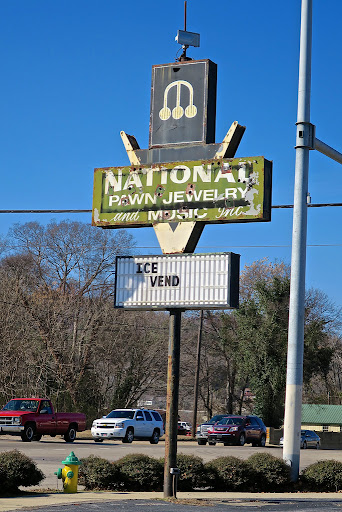 NATIONAL
PAWN JEWELRY
and MUSIC Inc
ICE
VEND